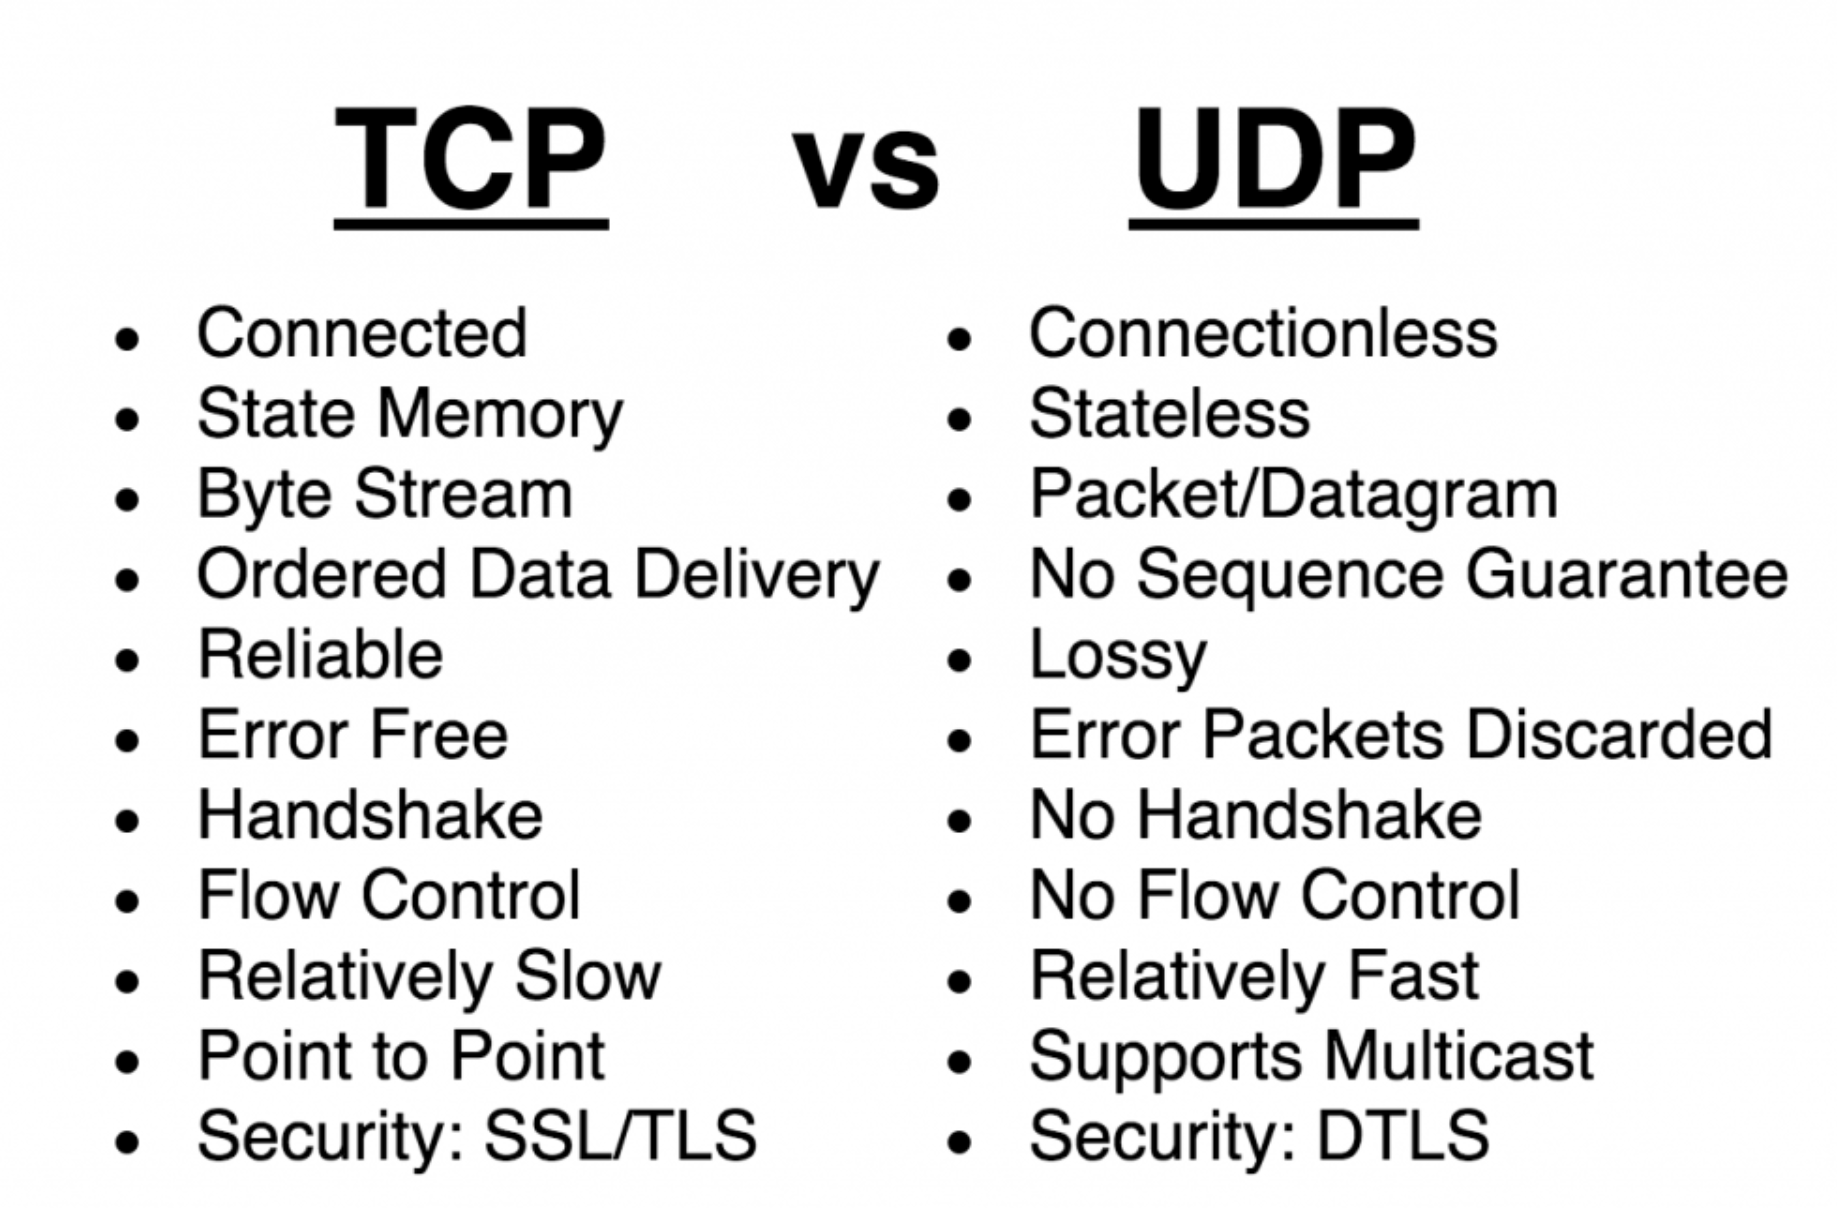 TCP vs UDP
• Connected
• State Memory
• Byte Stream
• Ordered Data Delivery
• Reliable
• Error Free
• Handshake
• Flow Control
• Relatively Slow
• Point to Point
• Security: SSL/TLS
• Connectionless
• Stateless
• Packet/Datagram
• No Sequence Guarantee
• Lossy
• Error Packets Discarded
• No Handshake
• No Flow Control
• Relatively Fast
• Supports Multicast
• Security: DTLS